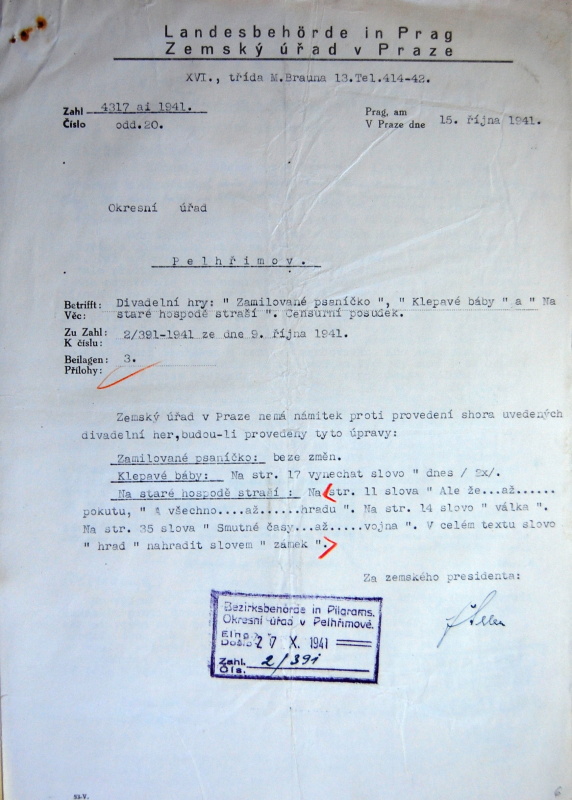 Landesbehörde in Prag
Zemský úřad v Praze
XVI., třída M.Brauna 13.Tel.414-42.
Zahl 4317 ai 1941.
Číslo odd.20.
Prag, am
V Praze dne 15. října 1941.
Okresní úřad
Pelhřimov.
Betrifft: Divadelní hry: " Zamilované psaníčko ", " Klepavé báby " a " Na
Věc: staré hospodě straší ". Censurní posudek.
Zu Zahl:
K číslu: 2/391-1941 ze dne 9. října 1941.
Beilagen: 3.
Přílohy:
Zemský úřad v Praze nemá námitek proti provedení shora uvedených
divadelní her,budou-li provedeny tyto úpravy:
Zamilované psaníčko: beze změn.
Klepavé báby: Na str. 17 vynechat slovo " dnes / 2x/.
Na staré hospodě straší : Na str. 11 slova " Ale že...až......
pokutu, " A všechno....až.....hradu ". Na str. 14 slovo " válka ".
Na str. 35 slova " Smutné časy...až.....vojna ". V celém textu slovo
" hrad " nahradit slovem " zámek ".
Za zemského presidenta:
Bezirksbehörde in Pilgrams.
Okresní úřad v Pelhřimově.
Došlo 27 X. 1941
Zahl. 2/391
Čís.
6